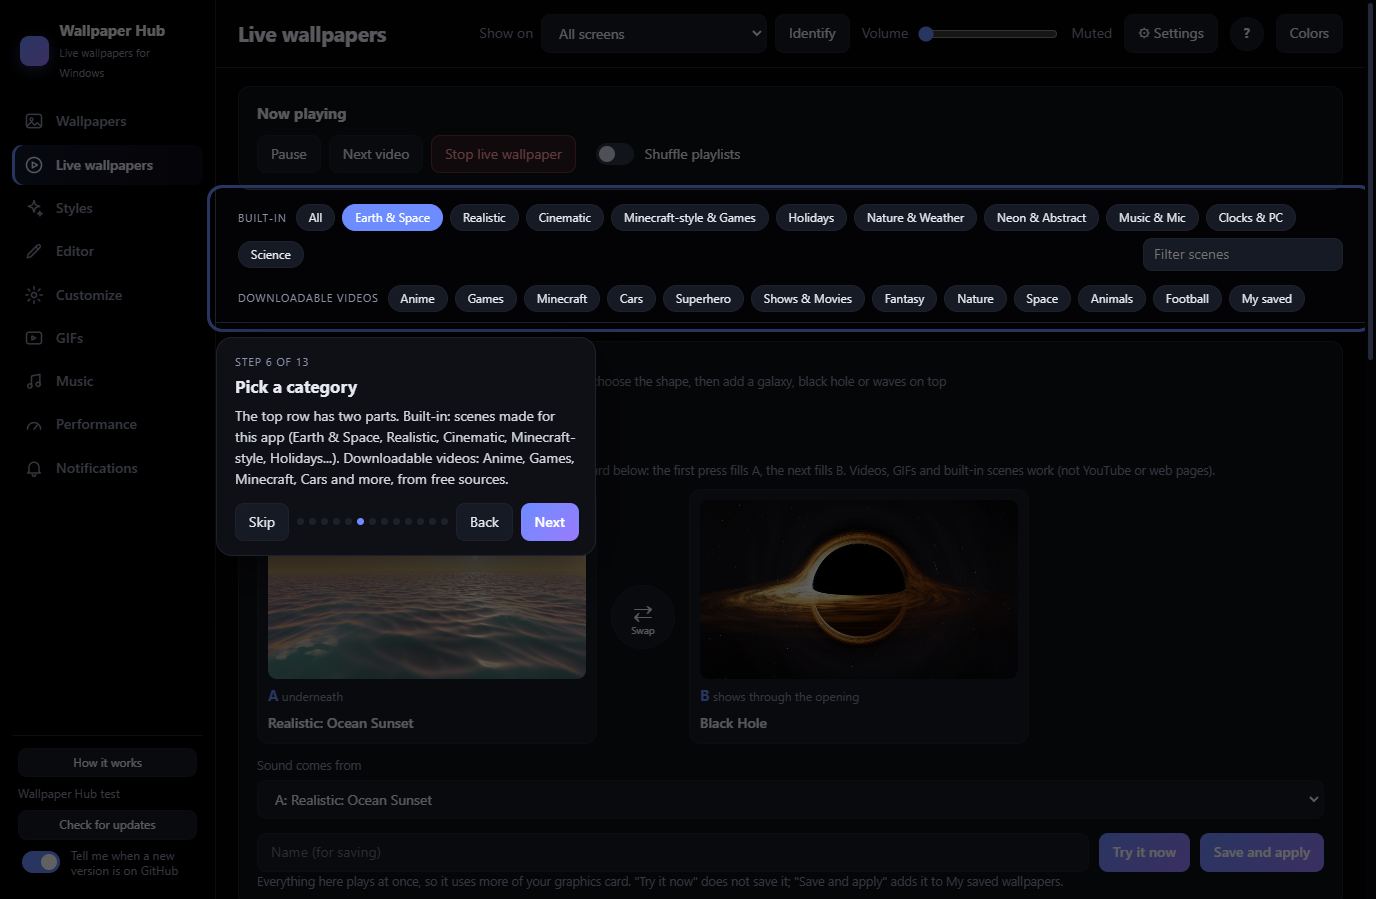 Wallpaper Hub
Live wallpapers for
Windows
Wallpapers
Live wallpapers
Styles
Editor
Customize
GIFs
Music
Performance
Notifications
How it works
Wallpaper Hub test
Check for updates
Tell me when a new
version is on GitHub
Live wallpapers
Show on
All screens
Identify
Volume
Muted
⚙ Settings
?
Colors
Now playing
Pause
Next video
Stop live wallpaper
Shuffle playlists
BUILT-IN All Earth & Space Realistic Cinematic Minecraft-style & Games Holidays Nature & Weather Neon & Abstract Music & Mic Clocks & PC
Science
Filter scenes
DOWNLOADABLE VIDEOS Anime Games Minecraft Cars Superhero Shows & Movies Fantasy Nature Space Animals Football My saved
STEP 6 OF 13
Pick a category
The top row has two parts. Built-in: scenes made for
this app (Earth & Space, Realistic, Cinematic, Minecraft-
style, Holidays...). Downloadable videos: Anime, Games,
Minecraft, Cars and more, from free sources.
Skip
Back
Next
choose the shape, then add a galaxy, black hole or waves on top
below: the first press fills A, the next fills B. Videos, GIFs and built-in scenes work (not YouTube or web pages).
Swap
A underneath
Realistic: Ocean Sunset
B shows through the opening
Black Hole
Sound comes from
A: Realistic: Ocean Sunset
Name (for saving)
Try it now
Save and apply
Everything here plays at once, so it uses more of your graphics card. "Try it now" does not save it; "Save and apply" adds it to My saved wallpapers.